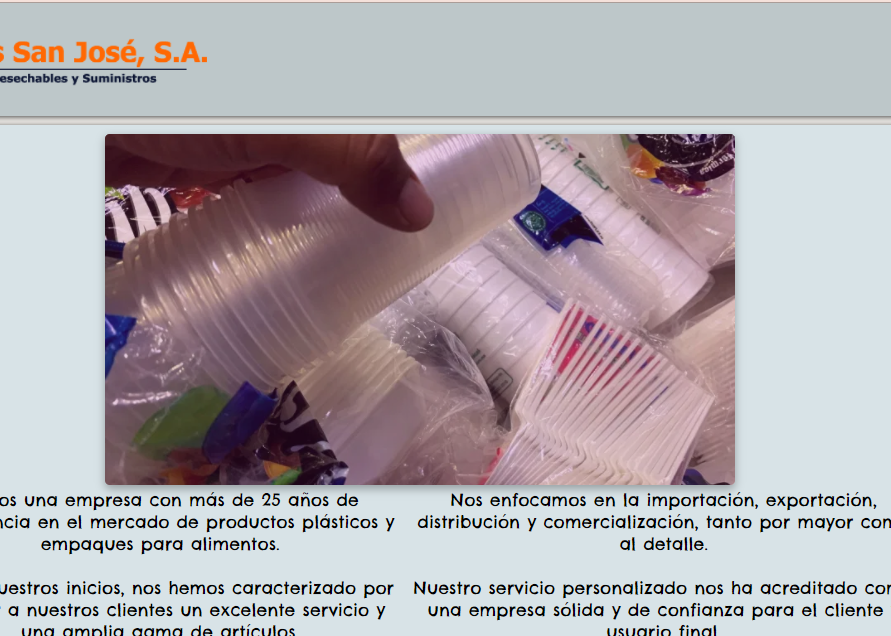 San José, S.A.
esechables y Suministros
os una empresa con más de 25 años de
ncia en el mercado de productos plásticos y
empaques para alimentos.
uestros inicios, nos hemos caracterizado por
a nuestros clientes un excelente servicio y
una amplia gama de artículos
Nos enfocamos en la importación, exportación,
distribución y comercialización, tanto por mayor com
al detalle.
Nuestro servicio personalizado nos ha acreditado con
una empresa sólida y de confianza para el cliente
usuario final